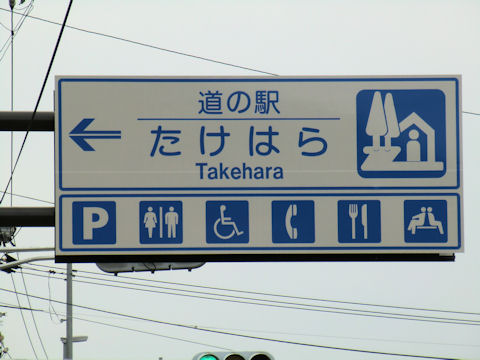 道の駅
たけはら
Takehara
P